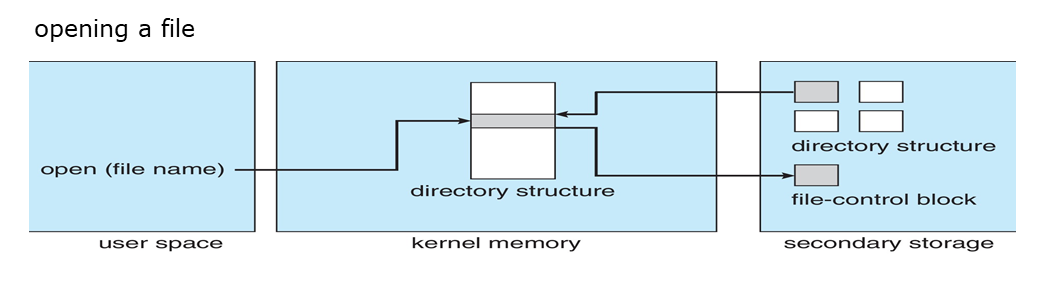 opening a file
open (file name)
directory structure
directory structure
file-control block
user space
kernel memory
secondary storage